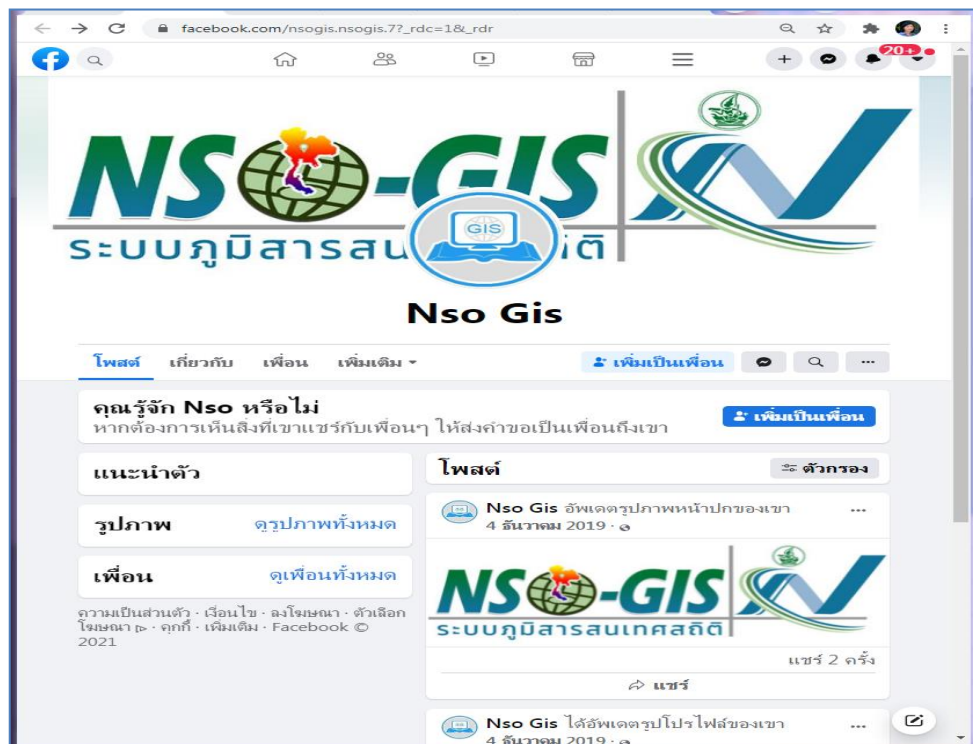 facebook.com/nsogis.nsogis.7?_rdc=1&_rdr
20+
NSO-GIS
ระบบภูมิสารสน
ถิติ
GIS
Nso Gis
โพสต์ เกี่ยวกับ เพื่อน เพิ่มเติม
เพิ่มเป็นเพื่อน
คุณรู้จัก Nso หรือไม่
หากต้องการเห็นสิ่งที่เขาแชร์กับเพื่อนๆ ให้ส่งคำขอเป็นเพื่อนถึงเขา
เพิ่มเป็นเพื่อน
แนะนำตัว
รูปภาพ ดูรูปภาพทั้งหมด
เพื่อน ดูเพื่อนทั้งหมด
ความเป็นส่วนตัว · เงื่อนไข · ลงโฆษณา · ตัวเลือก
โฆษณา · คุกกี้ · เพิ่มเติม · Facebook ©
2021
โพสต์ ตัวกรอง
Nso Gis อัพเดตรูปภาพหน้าปกของเขา
4 ธันวาคม 2019 ·
NSO-GIS
ระบบภูมิสารสนเทศสถิติ
แชร์ 2 ครั้ง
แชร์
Nso Gis ได้อัพเดตรูปโปรไฟล์ของเขา
4 ธันวาคม 2019 ·